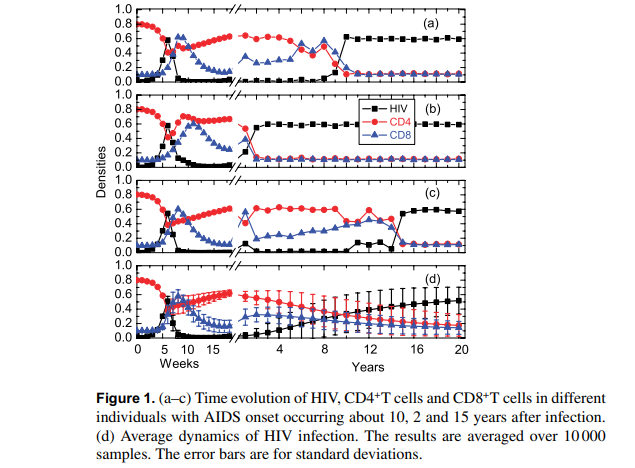 1.0
0.8
0.6
0.4
0.2
0.0
(a)
1.0
0.8
0.6
0.4
0.2
0.0
(b)
HIV
CD4
CD8
1.0
0.8
0.6
0.4
0.2
0.0
(c)
1.0
0.8
0.6
0.4
0.2
0.0
(d)
Densities
0 5 10 15 4 8 12 16 20
Weeks Years
Figure 1. (a–c) Time evolution of HIV, CD4⁺T cells and CD8⁺T cells in different
individuals with AIDS onset occurring about 10, 2 and 15 years after infection.
(d) Average dynamics of HIV infection. The results are averaged over 10 000
samples. The error bars are for standard deviations.